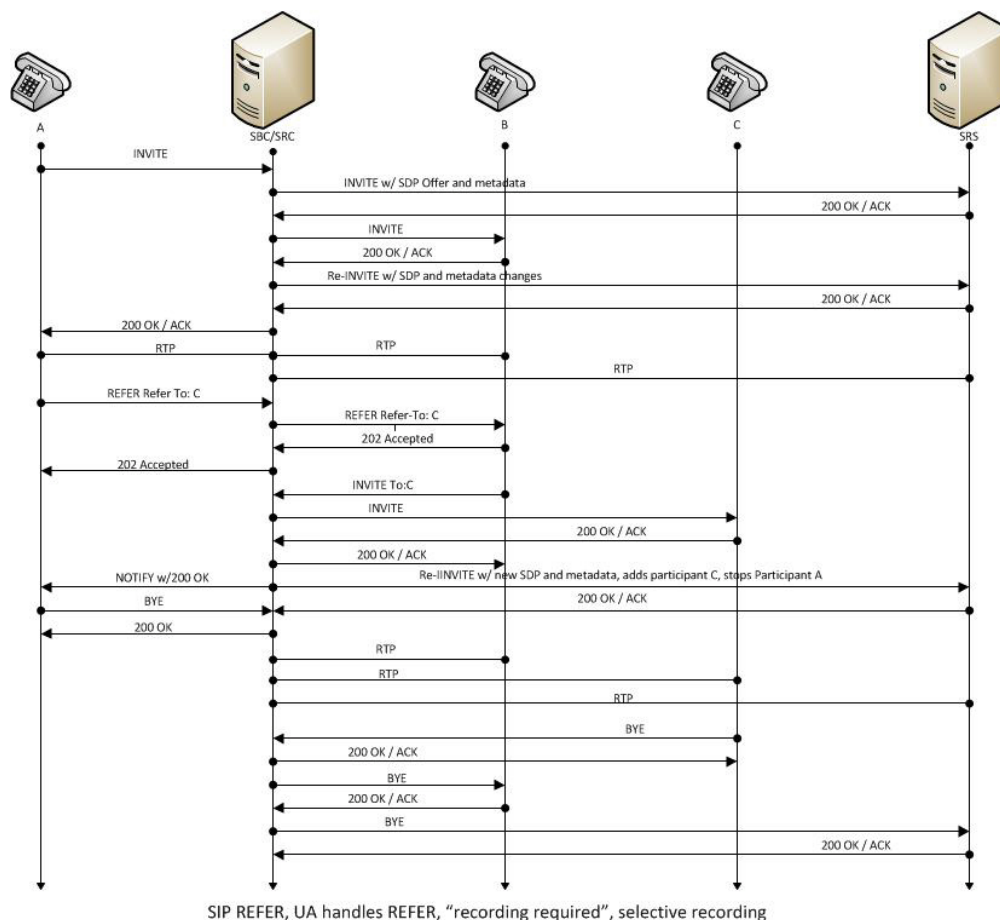 A
SBC/SRC
B
C
SRS
INVITE
INVITE w/ SDP Offer and metadata
200 OK / ACK
INVITE
200 OK / ACK
Re-INVITE w/ SDP and metadata changes
200 OK / ACK
200 OK / ACK
RTP
RTP
RTP
REFER Refer To: C
REFER Refer-To: C
202 Accepted
202 Accepted
INVITE To:C
INVITE
200 OK / ACK
200 OK / ACK
NOTIFY w/200 OK
Re-IINVITE w/ new SDP and metadata, adds participant C, stops Participant A
BYE
200 OK / ACK
200 OK
RTP
RTP
RTP
BYE
200 OK / ACK
BYE
200 OK / ACK
BYE
200 OK / ACK
SIP REFER, UA handles REFER, “recording required”, selective recording